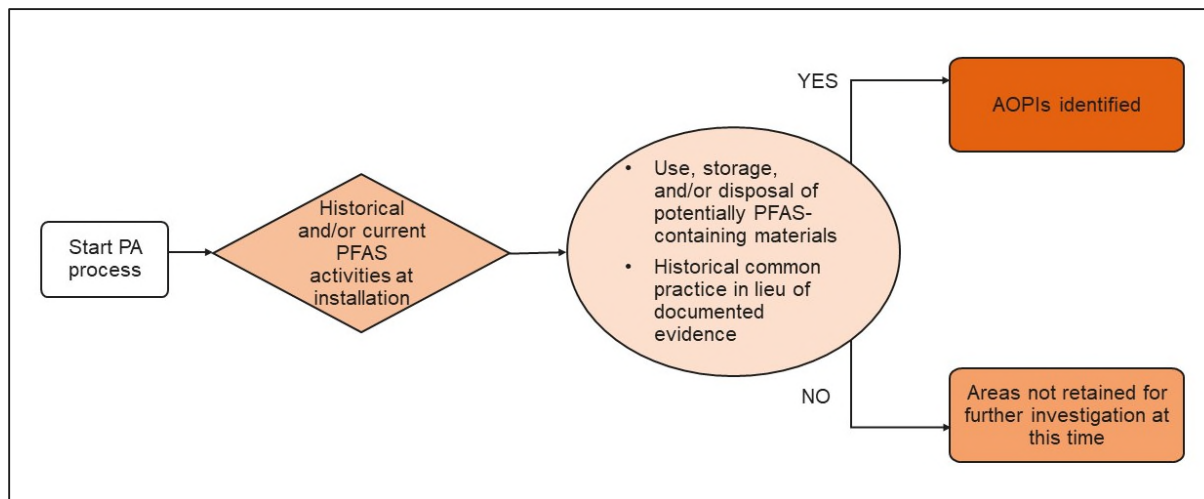 Start PA
process
Historical
and/or current
PFAS
activities at
installation
• Use, storage,
and/or disposal of
potentially PFAS-
containing materials
• Historical common
practice in lieu of
documented
evidence
YES
AOPIs identified
NO
Areas not retained for
further investigation at
this time